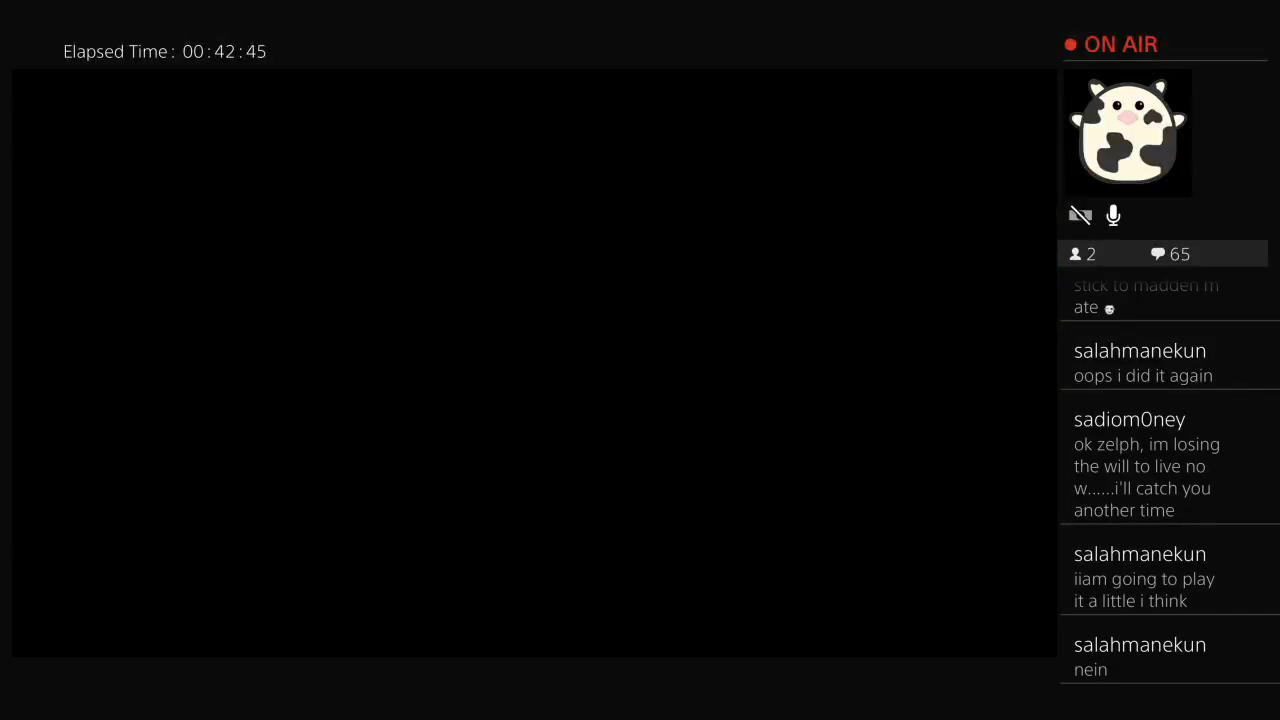 Elapsed Time: 00:42:45
ON AIR
2 65
stick to madden m
ate
salahmanekun
oops i did it again
sadiom0ney
ok zelph, im losing
the will to live no
w......i'll catch you
another time
salahmanekun
iiam going to play
it a little i think
salahmanekun
nein